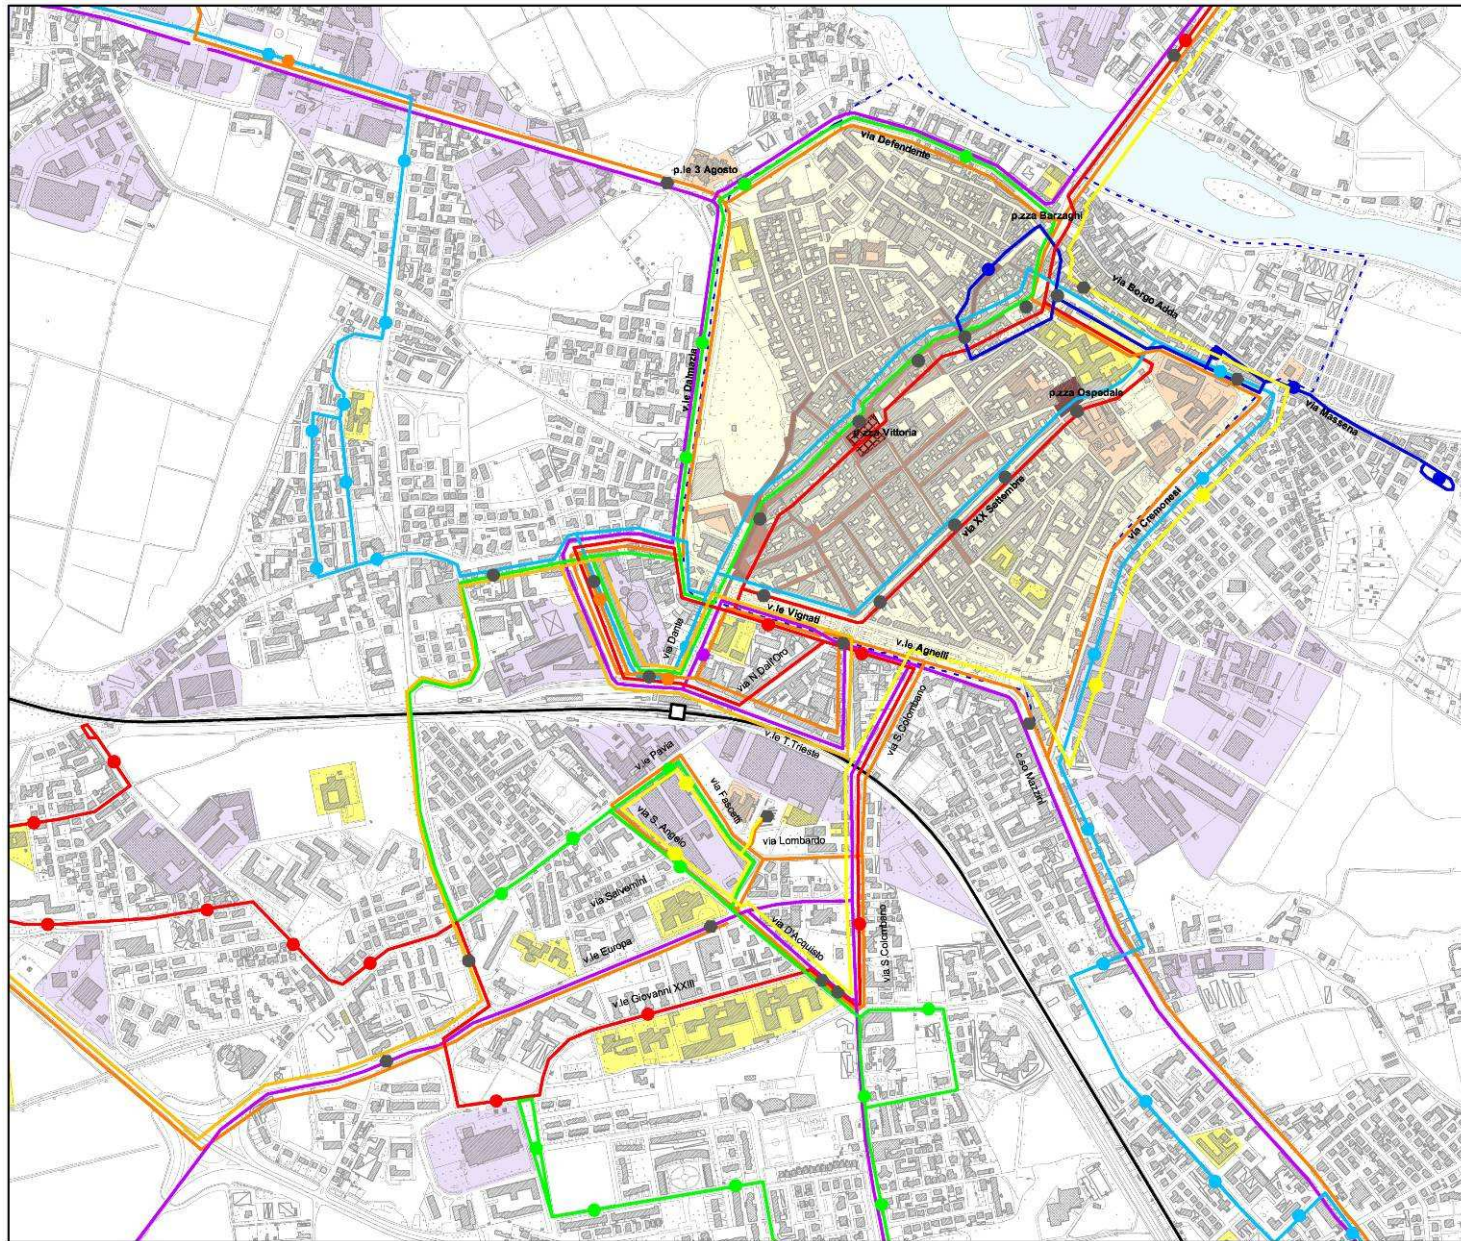 via Defendente
p.le 3 Agosto
p.zza Barzaghi
via Borgo Adda
v.le Dalmazia
p.zza Ospedale
via Massena
p.zza Vittoria
via XX Settembre
via Cremonesi
v.le Vignati
via Dante
v.le Agnelli
via N.Dall'Oro
via S.Colombano
v.le T.Trieste
v.le Pavia
c.so Mazzini
via Fascetti
via S. Angelo
via Lombardo
via Salvemini
via D'Acquisto
v.le Europa
via S.Colombano
v.le Giovanni XXIII